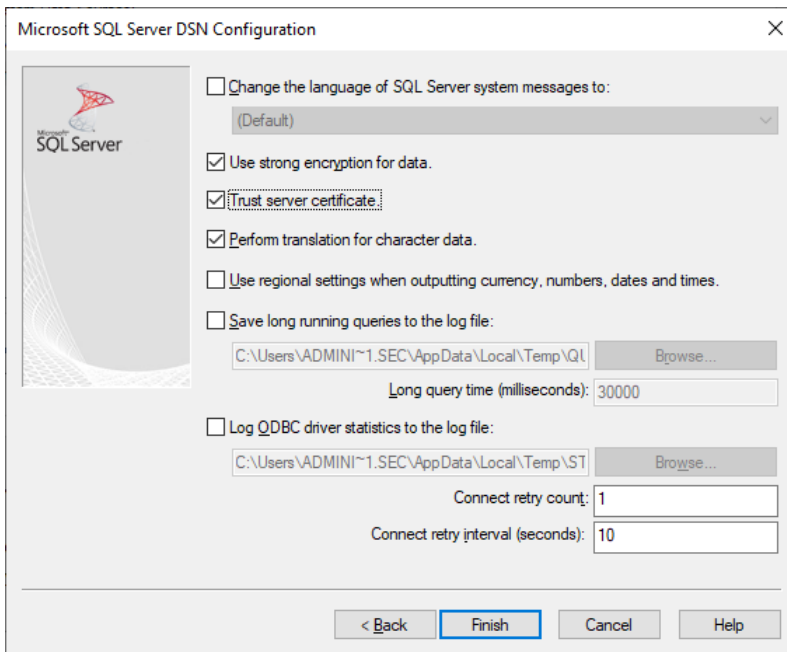 Microsoft SQL Server DSN Configuration
Microsoft
SQL Server
Change the language of SQL Server system messages to:
(Default)
Use strong encryption for data.
Trust server certificate.
Perform translation for character data.
Use regional settings when outputting currency, numbers, dates and times.
Save long running queries to the log file:
C:\Users\ADMINI~1.SEC\AppData\Local\Temp\QU Browse...
Long query time (milliseconds): 30000
Log ODBC driver statistics to the log file:
C:\Users\ADMINI~1.SEC\AppData\Local\Temp\ST Browse...
Connect retry count: 1
Connect retry interval (seconds): 10
< Back Finish Cancel Help